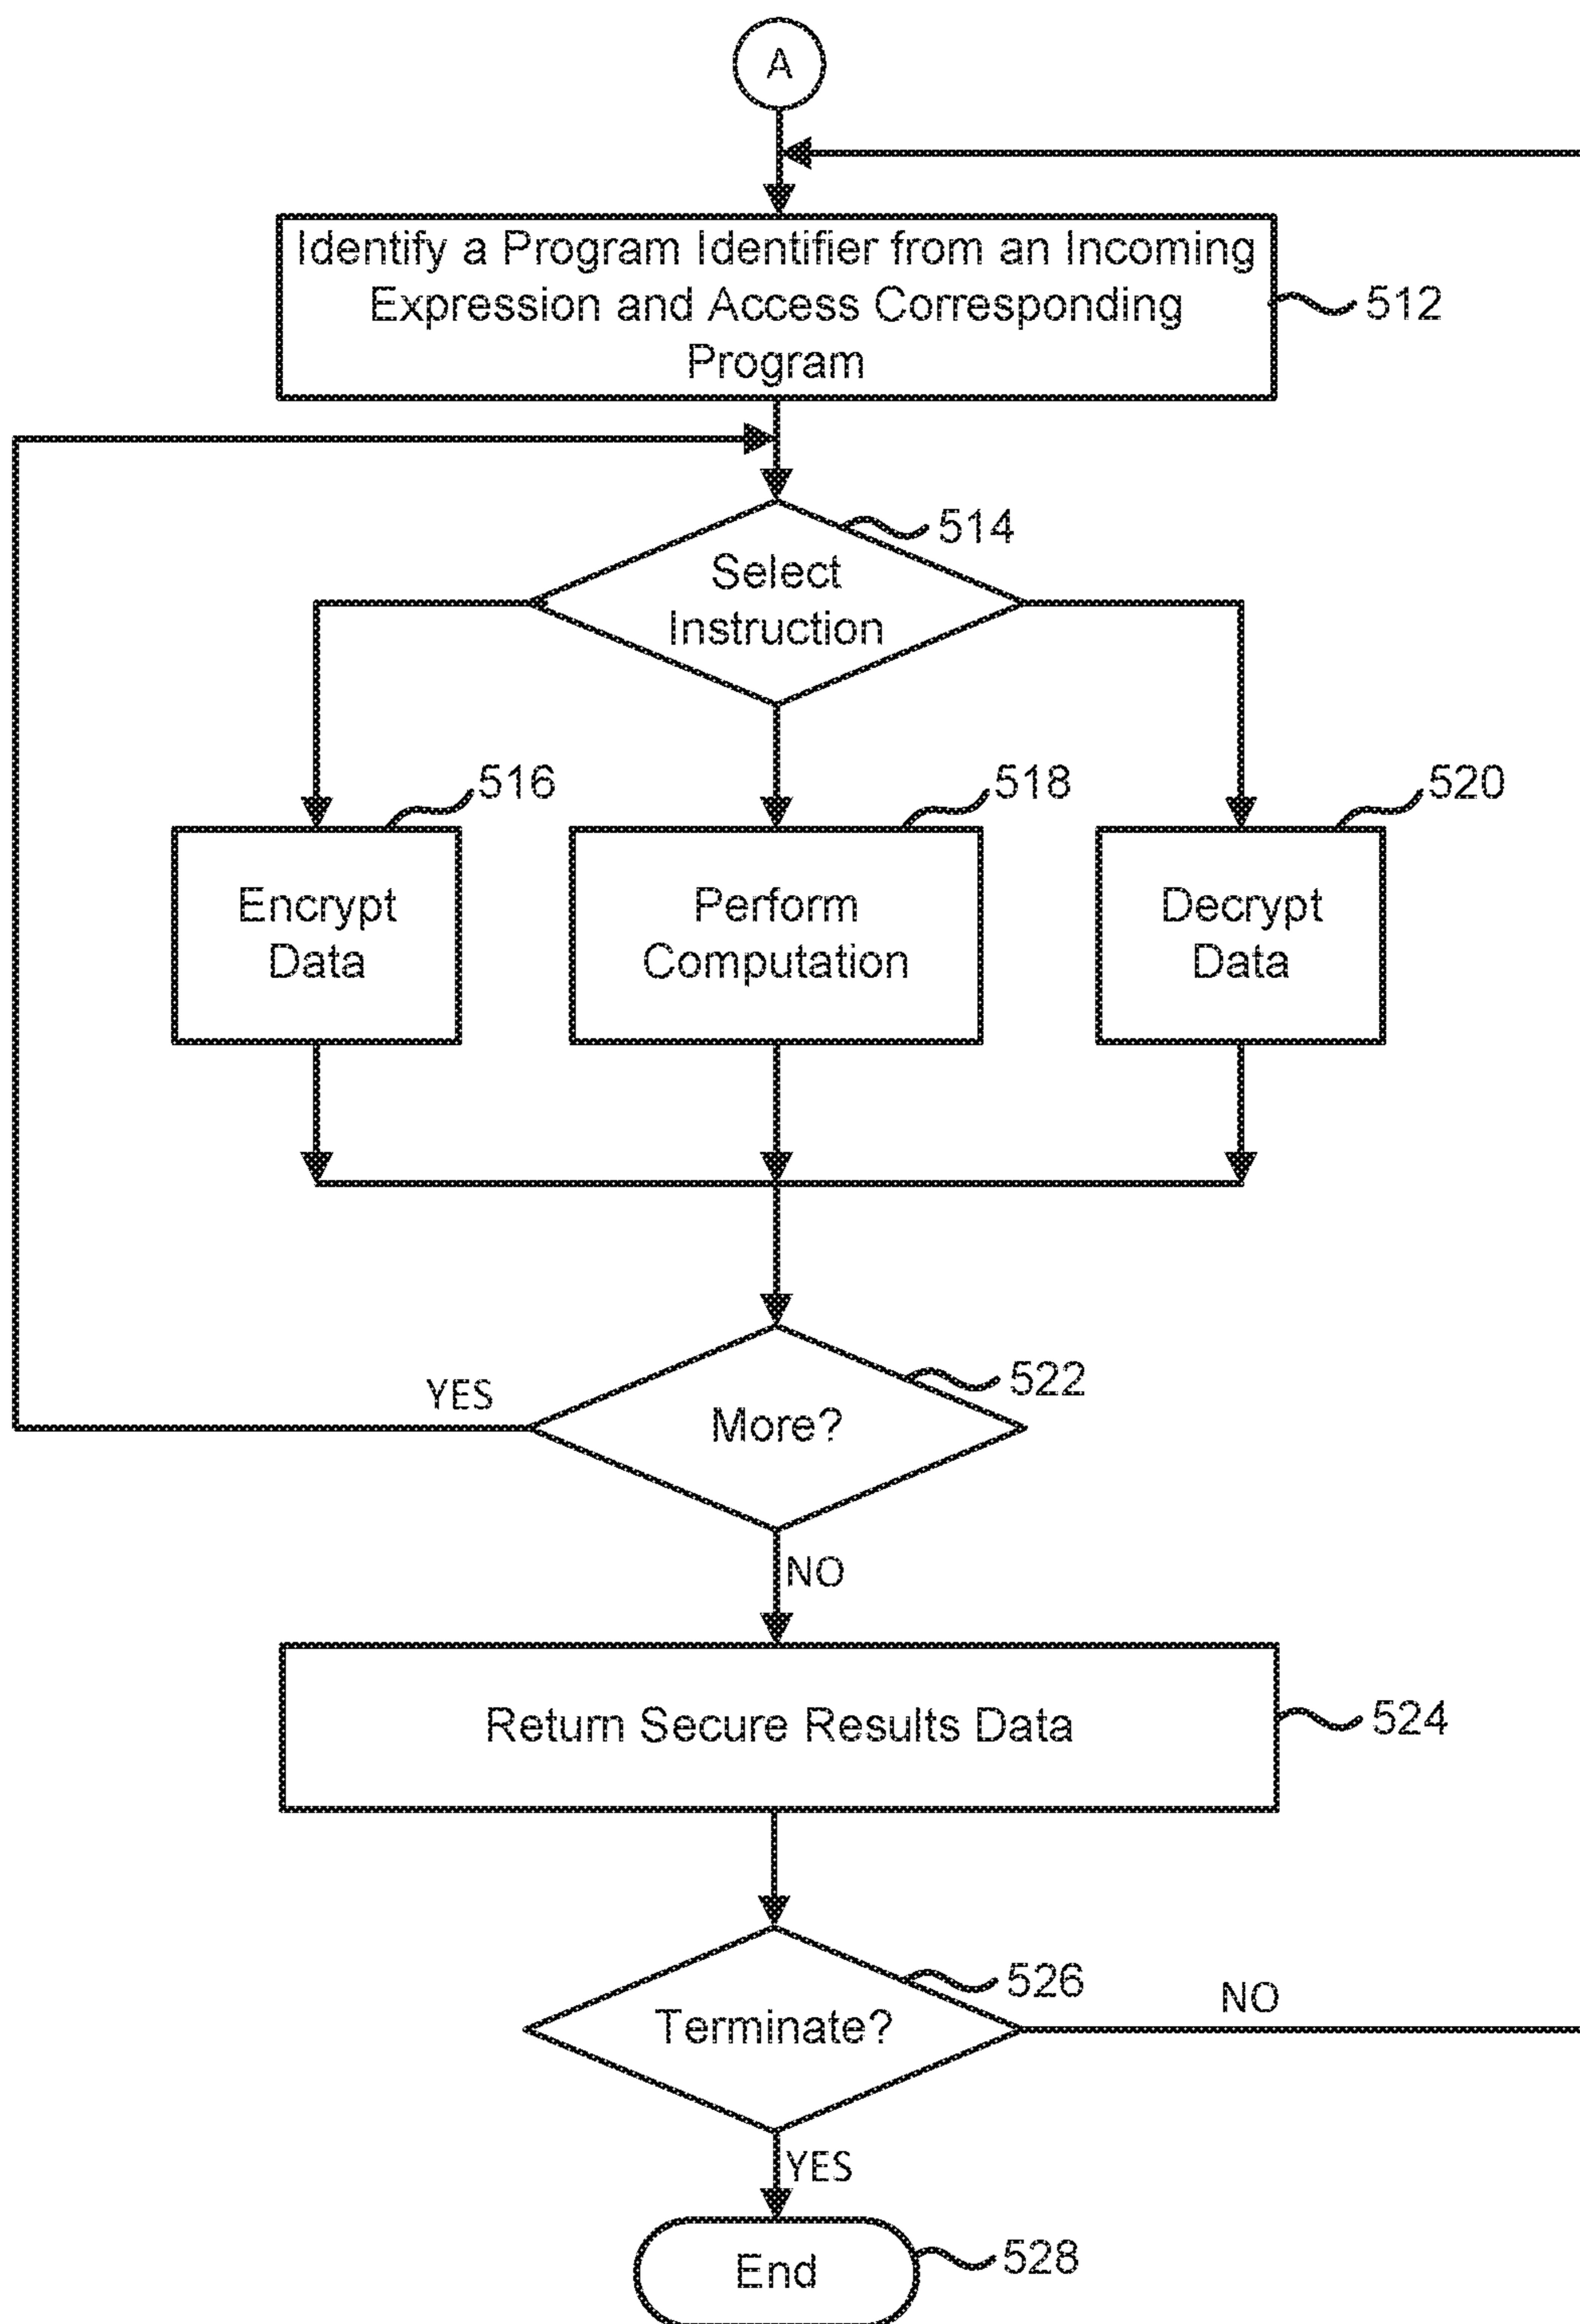 A
Identify a Program Identifier from an Incoming
Expression and Access Corresponding
Program
512
514
Select
Instruction
516
518
520
Encrypt
Data
Perform
Computation
Decrypt
Data
522
YES
More?
NO
Return Secure Results Data
524
526
NO
Terminate?
YES
End
528